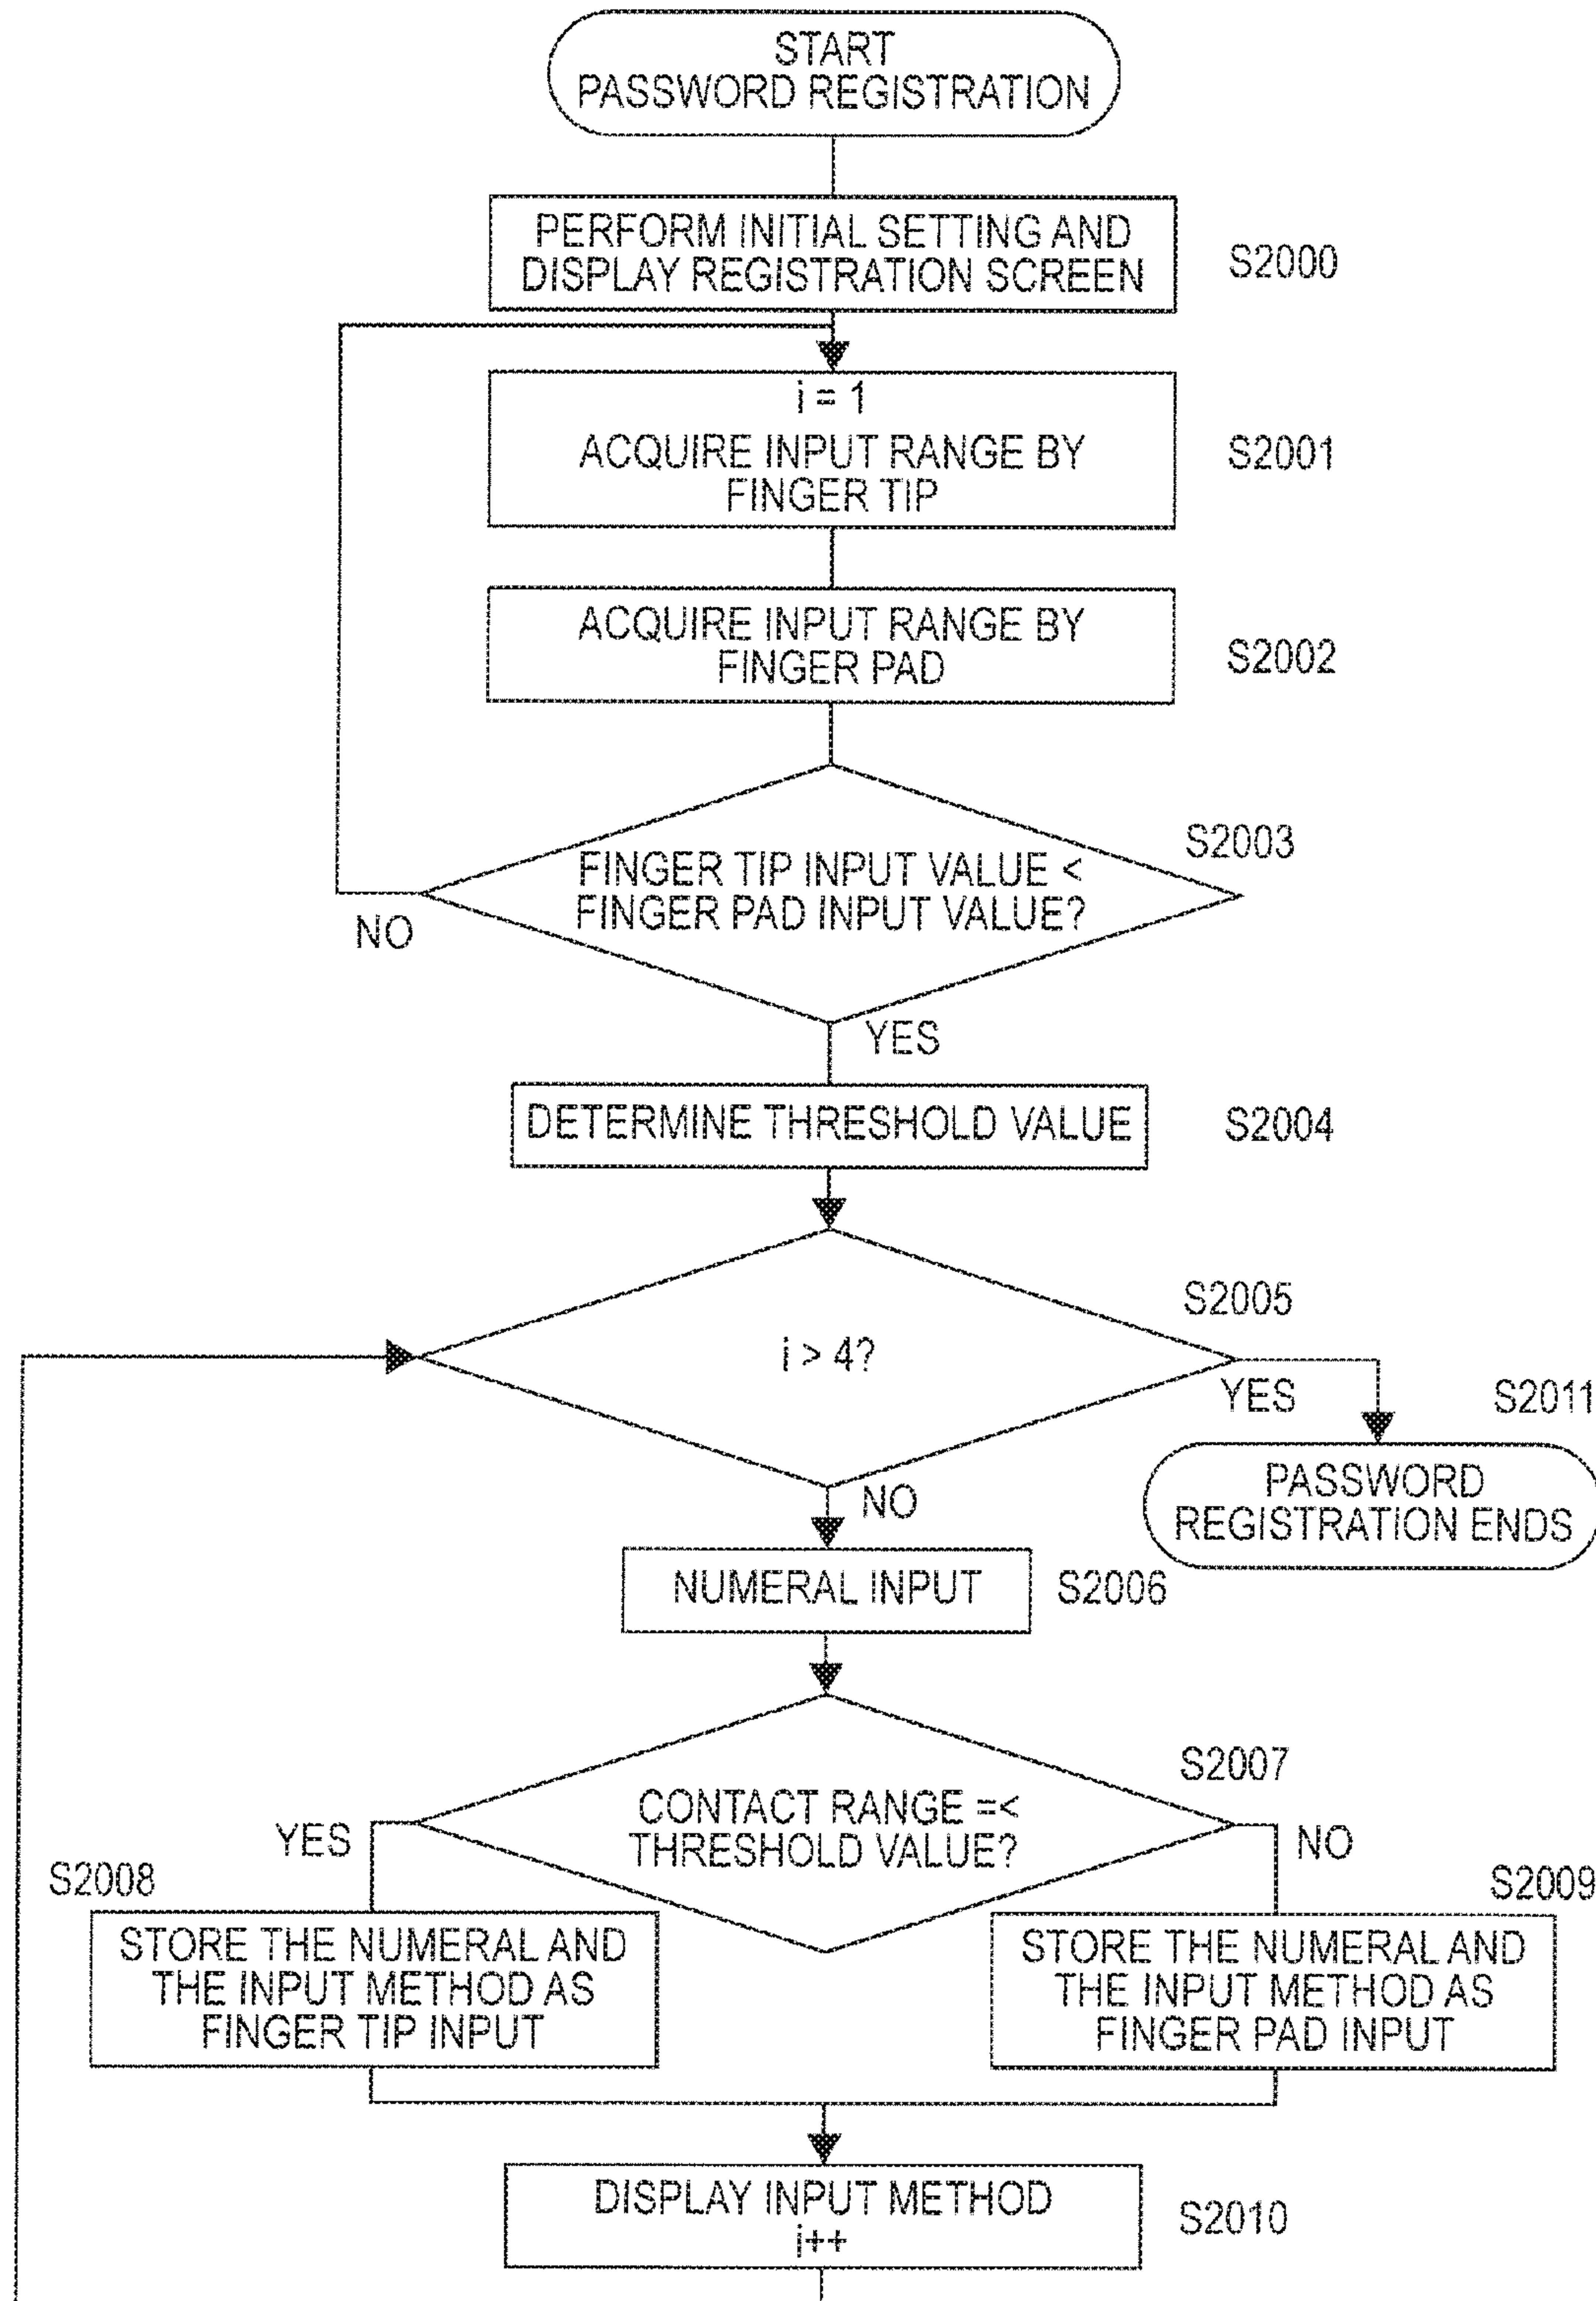 START
PASSWORD REGISTRATION
PERFORM INITIAL SETTING AND
DISPLAY REGISTRATION SCREEN
S2000
i = 1
ACQUIRE INPUT RANGE BY
FINGER TIP
S2001
ACQUIRE INPUT RANGE BY
FINGER PAD
S2002
S2003
FINGER TIP INPUT VALUE <
FINGER PAD INPUT VALUE?
NO
YES
DETERMINE THRESHOLD VALUE
S2004
S2005
i > 4?
YES
S2011
PASSWORD
REGISTRATION ENDS
NO
NUMERAL INPUT
S2006
S2007
CONTACT RANGE =<
THRESHOLD VALUE?
YES
NO
S2008
STORE THE NUMERAL AND
THE INPUT METHOD AS
FINGER TIP INPUT
S2009
STORE THE NUMERAL AND
THE INPUT METHOD AS
FINGER PAD INPUT
DISPLAY INPUT METHOD
i++
S2010